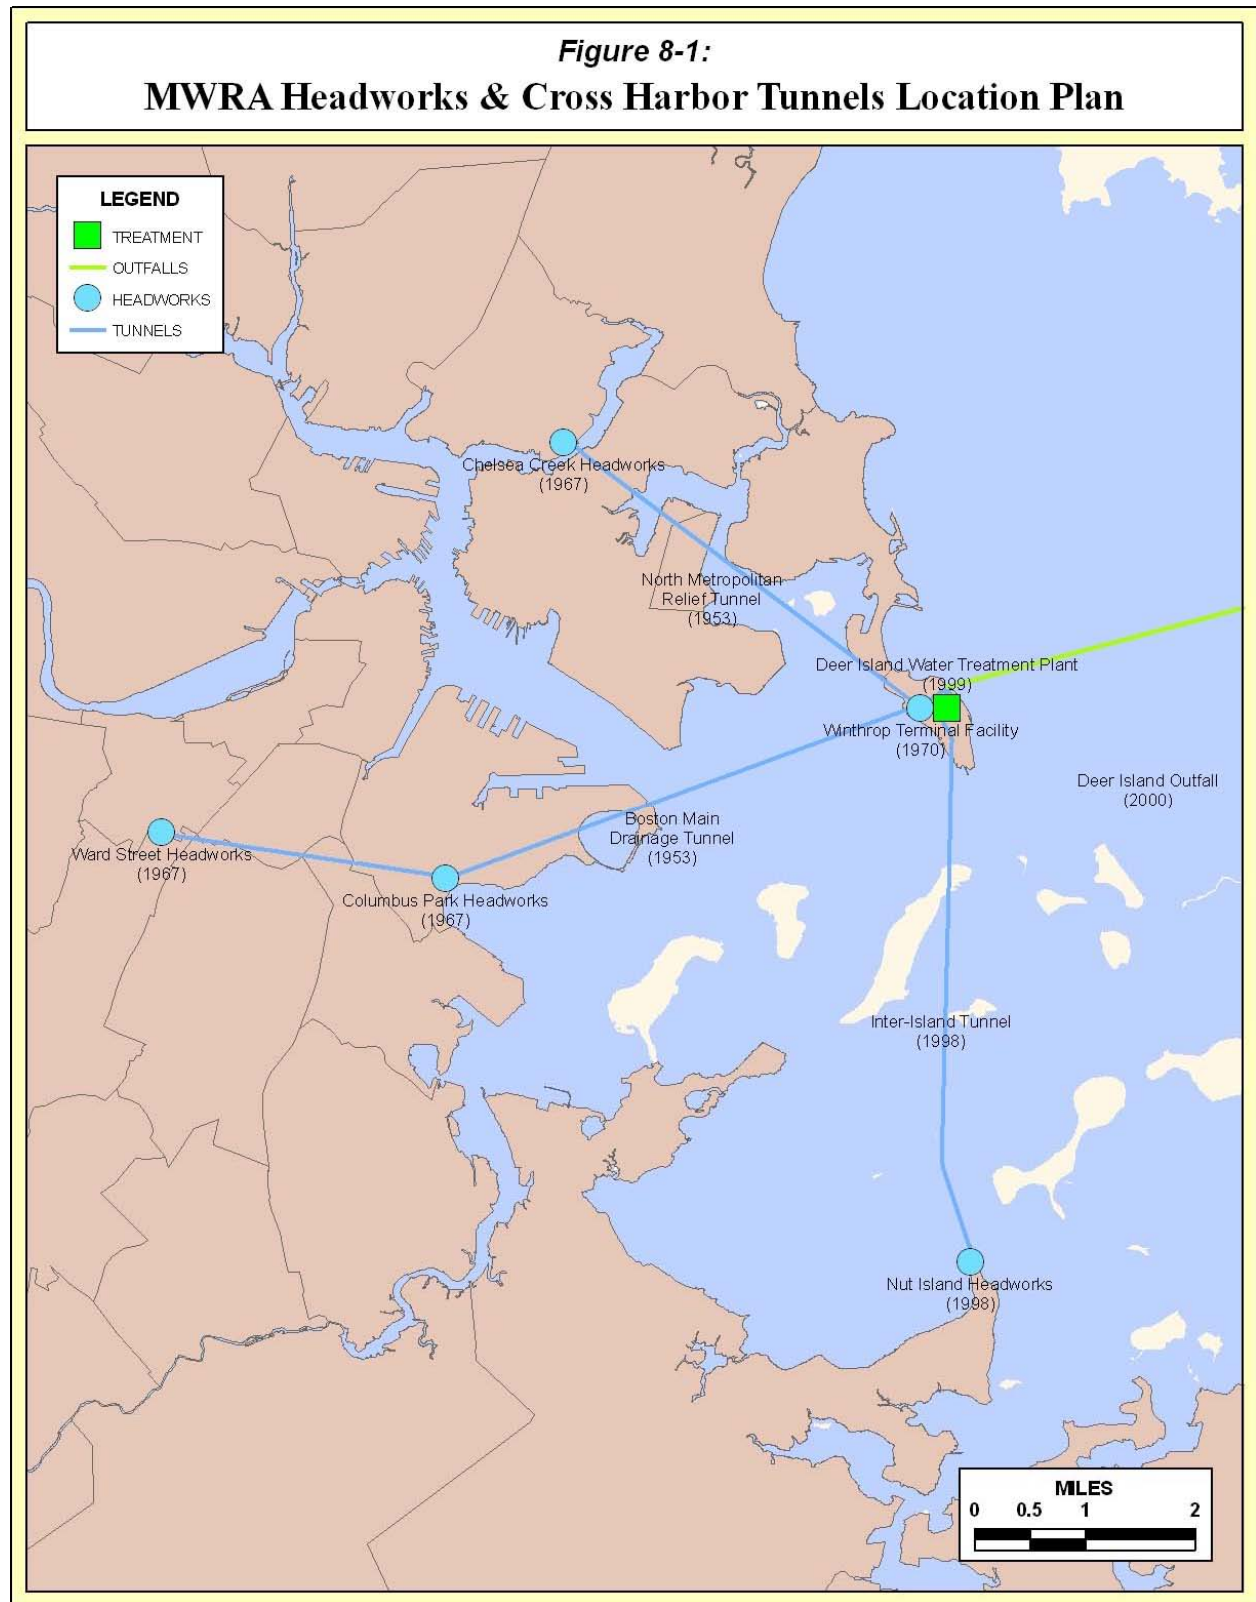 Figure 8-1:
MWRA Headworks & Cross Harbor Tunnels Location Plan
LEGEND
TREATMENT
OUTFALLS
HEADWORKS
TUNNELS
Chelsea Creek Headworks
(1967)
North Metropolitan
Relief Tunnel
(1953)
Deer Island Water Treatment Plant
(1999)
Winthrop Terminal Facility
(1970)
Deer Island Outfall
(2000)
Boston Main
Drainage Tunnel
(1953)
Ward Street Headworks
(1967)
Columbus Park Headworks
(1967)
Inter-Island Tunnel
(1998)
Nut Island Headworks
(1998)
MILES
0 0.5 1 2